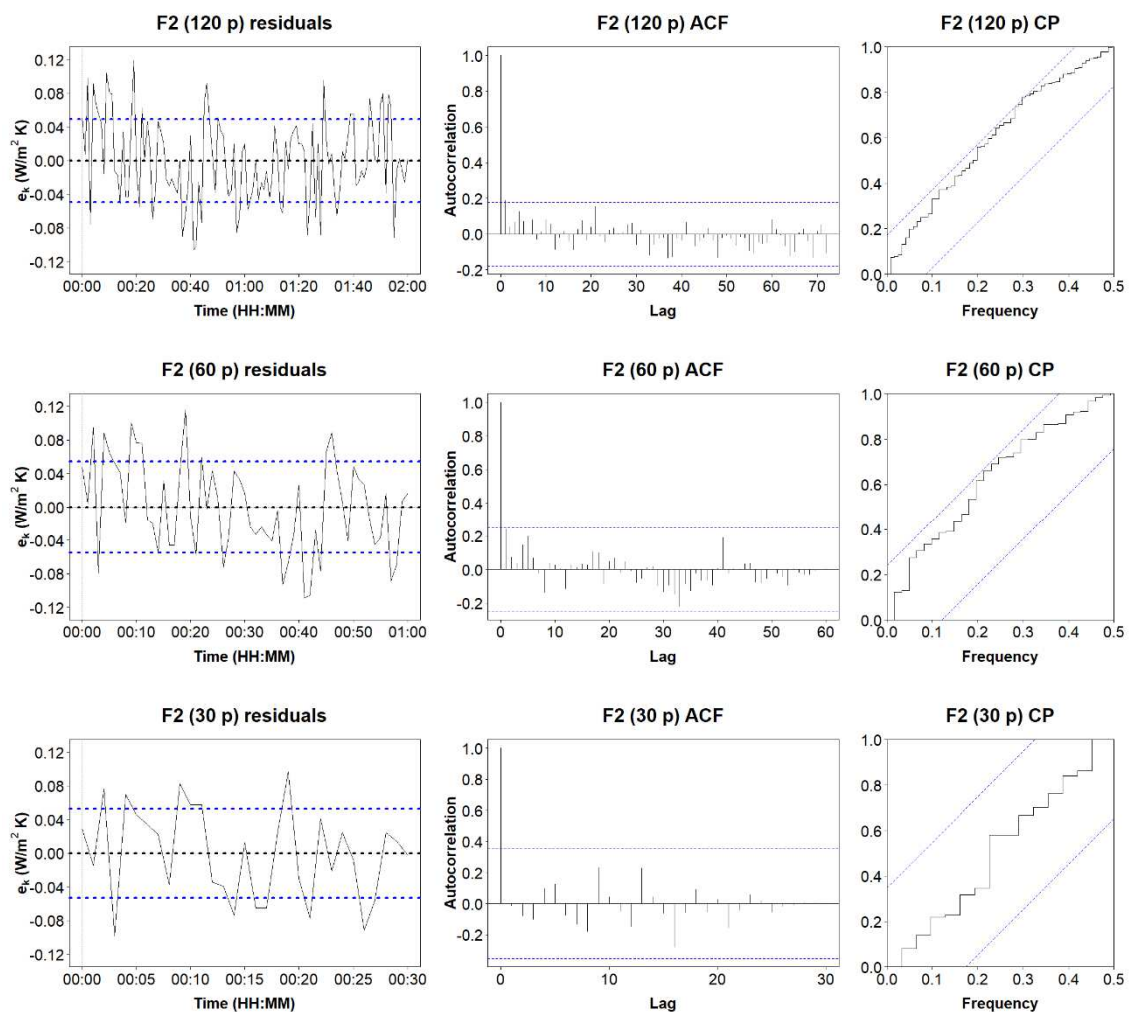 F2 (120 p) residuals
F2 (120 p) ACF
F2 (120 p) CP
e_k (W/m² K)
0.12
0.08
0.04
0.00
-0.04
-0.08
-0.12
00:00 00:20 00:40 01:00 01:20 01:40 02:00
Time (HH:MM)
Autocorrelation
1.0
0.8
0.6
0.4
0.2
0.0
-0.2
0 10 20 30 40 50 60 70
Lag
1.0
0.8
0.6
0.4
0.2
0.0
0.0 0.1 0.2 0.3 0.4 0.5
Frequency
F2 (60 p) residuals
F2 (60 p) ACF
F2 (60 p) CP
e_k (W/m² K)
0.12
0.08
0.04
0.00
-0.04
-0.08
-0.12
00:00 00:10 00:20 00:30 00:40 00:50 01:00
Time (HH:MM)
Autocorrelation
1.0
0.8
0.6
0.4
0.2
0.0
-0.2
0 10 20 30 40 50 60
Lag
1.0
0.8
0.6
0.4
0.2
0.0
0.0 0.1 0.2 0.3 0.4 0.5
Frequency
F2 (30 p) residuals
F2 (30 p) ACF
F2 (30 p) CP
e_k (W/m² K)
0.12
0.08
0.04
0.00
-0.04
-0.08
-0.12
00:00 00:05 00:10 00:15 00:20 00:25 00:30
Time (HH:MM)
Autocorrelation
1.0
0.8
0.6
0.4
0.2
0.0
-0.2
0 10 20 30
Lag
1.0
0.8
0.6
0.4
0.2
0.0
0.0 0.1 0.2 0.3 0.4 0.5
Frequency